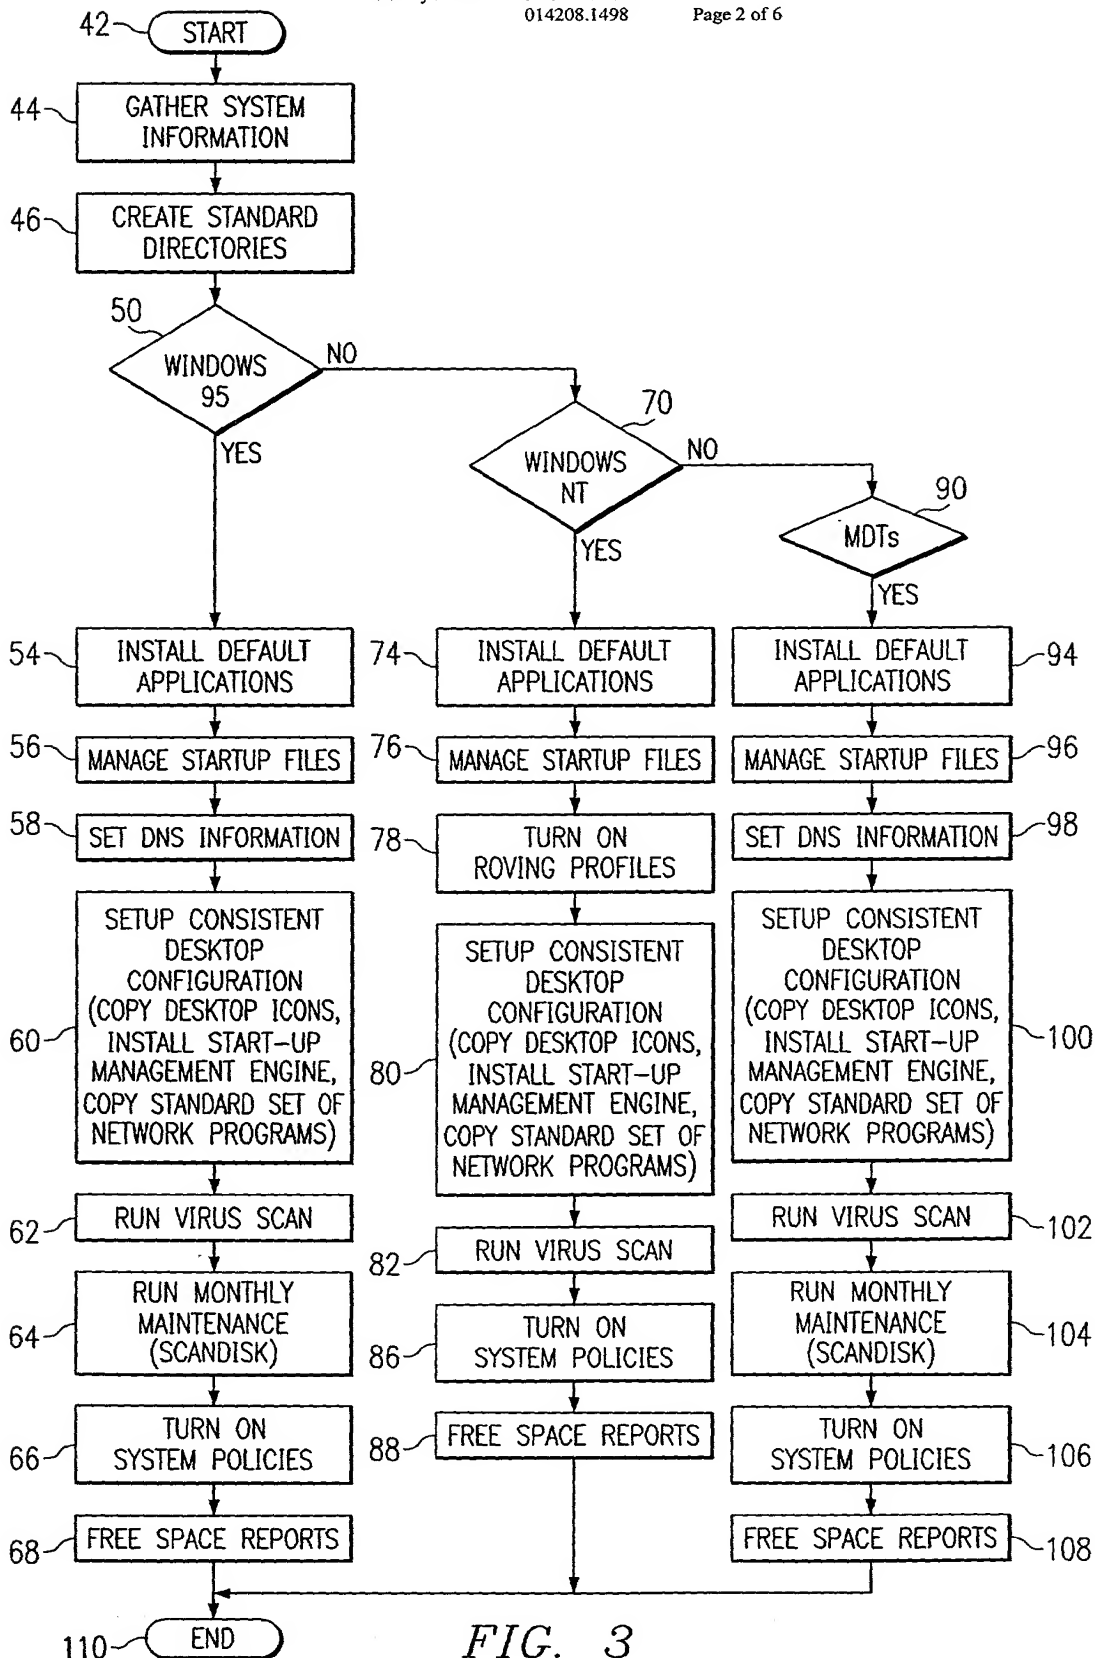 014208.1498 Page 2 of 6
42
START
44
GATHER SYSTEM
INFORMATION
46
CREATE STANDARD
DIRECTORIES
50
WINDOWS
95
NO
YES
70
WINDOWS
NT
NO
YES
90
MDTs
YES
54
INSTALL DEFAULT
APPLICATIONS
56
MANAGE STARTUP FILES
58
SET DNS INFORMATION
60
SETUP CONSISTENT
DESKTOP
CONFIGURATION
(COPY DESKTOP ICONS,
INSTALL START-UP
MANAGEMENT ENGINE,
COPY STANDARD SET OF
NETWORK PROGRAMS)
62
RUN VIRUS SCAN
64
RUN MONTHLY
MAINTENANCE
(SCANDISK)
66
TURN ON
SYSTEM POLICIES
68
FREE SPACE REPORTS
74
INSTALL DEFAULT
APPLICATIONS
76
MANAGE STARTUP FILES
78
TURN ON
ROVING PROFILES
80
SETUP CONSISTENT
DESKTOP
CONFIGURATION
(COPY DESKTOP ICONS,
INSTALL START-UP
MANAGEMENT ENGINE,
COPY STANDARD SET OF
NETWORK PROGRAMS)
82
RUN VIRUS SCAN
86
TURN ON
SYSTEM POLICIES
88
FREE SPACE REPORTS
94
INSTALL DEFAULT
APPLICATIONS
96
MANAGE STARTUP FILES
98
SET DNS INFORMATION
100
SETUP CONSISTENT
DESKTOP
CONFIGURATION
(COPY DESKTOP ICONS,
INSTALL START-UP
MANAGEMENT ENGINE,
COPY STANDARD SET OF
NETWORK PROGRAMS)
102
RUN VIRUS SCAN
104
RUN MONTHLY
MAINTENANCE
(SCANDISK)
106
TURN ON
SYSTEM POLICIES
108
FREE SPACE REPORTS
110
END
FIG. 3